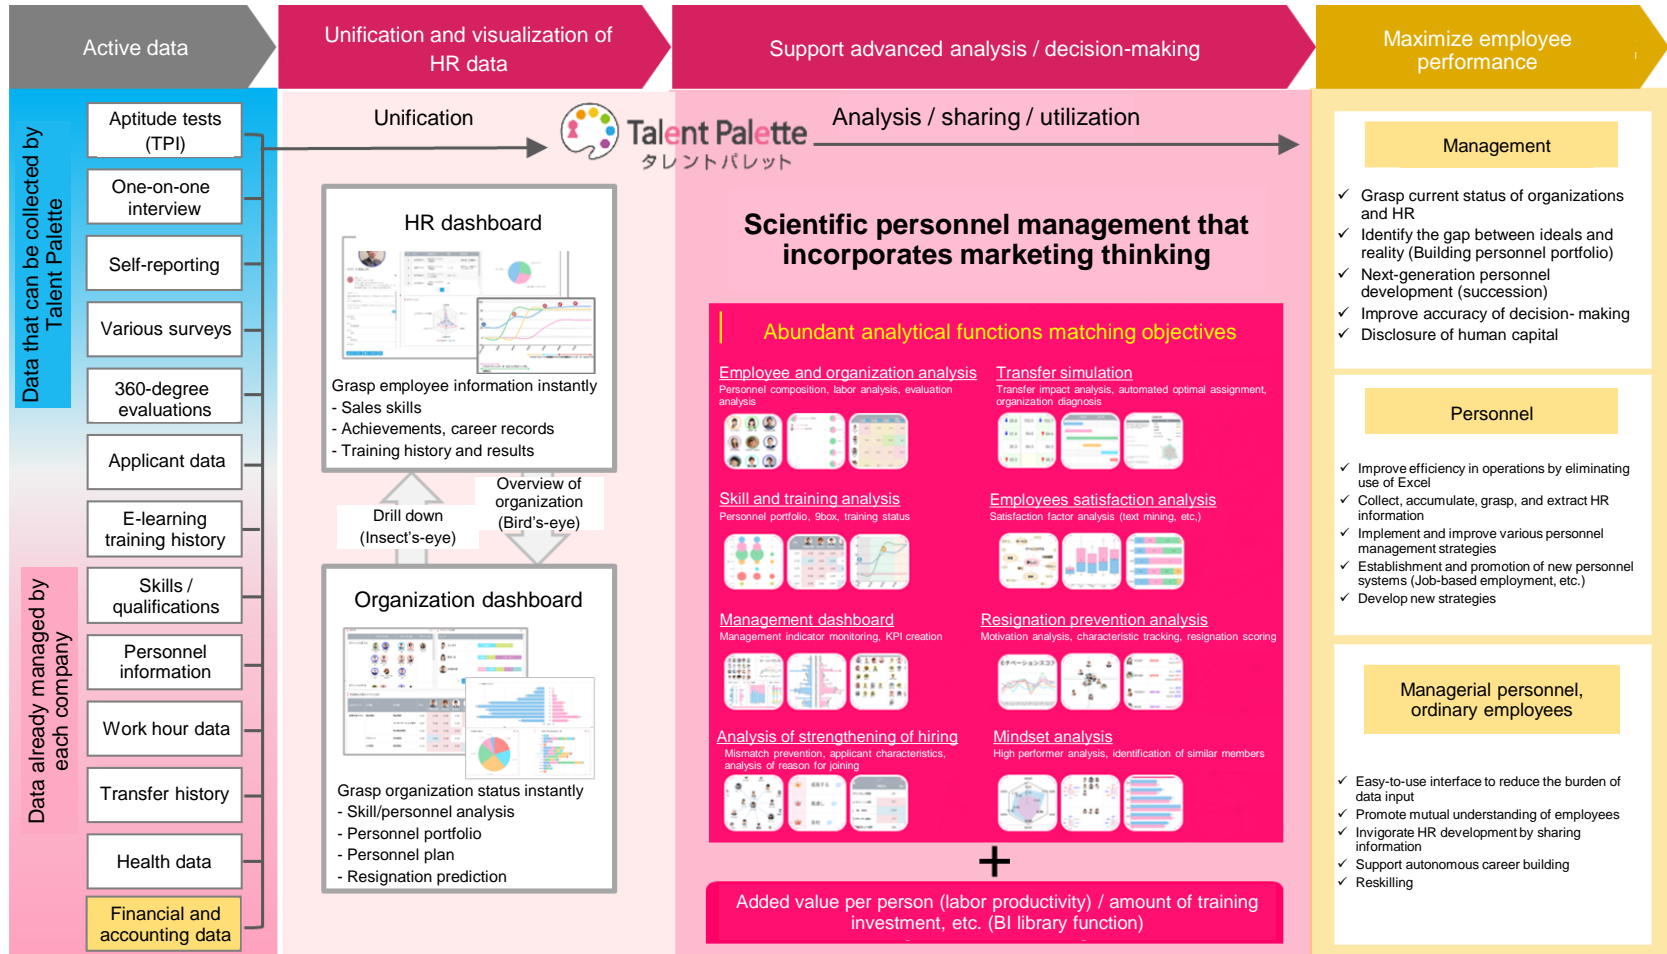 Active data
Unification and visualization of
HR data
Support advanced analysis / decision-making
Maximize employee
performance
Data that can be collected by
Talent Palette
Data already managed by
each company
Aptitude tests
(TPI)
One-on-one
interview
Self-reporting
Various surveys
360-degree
evaluations
Applicant data
E-learning
training history
Skills /
qualifications
Personnel
information
Work hour data
Transfer history
Health data
Financial and
accounting data
Unification
Talent Palette
タレントパレット
Analysis / sharing / utilization
HR dashboard
Grasp employee information instantly
- Sales skills
- Achievements, career records
- Training history and results
Drill down
(Insect's-eye)
Overview of
organization
(Bird's-eye)
Organization dashboard
Grasp organization status instantly
- Skill/personnel analysis
- Personnel portfolio
- Personnel plan
- Resignation prediction
Scientific personnel management that
incorporates marketing thinking
Abundant analytical functions matching objectives
Employee and organization analysis
Personnel composition, labor analysis, evaluation
analysis
Transfer simulation
Transfer impact analysis, automated optimal assignment,
organization diagnosis
Skill and training analysis
Personnel portfolio, 9box, training status
Employees satisfaction analysis
Satisfaction factor analysis (text mining, etc,)
Management dashboard
Management indicator monitoring, KPI creation
Resignation prevention analysis
Motivation analysis, characteristic tracking, resignation scoring
モチベーションスコア
Analysis of strengthening of hiring
Mismatch prevention, applicant characteristics,
analysis of reason for joining
Mindset analysis
High performer analysis, identification of similar members
+
Added value per person (labor productivity) / amount of training
investment, etc. (BI library function)
Management
✓ Grasp current status of organizations
and HR
✓ Identify the gap between ideals and
reality (Building personnel portfolio)
✓ Next-generation personnel
development (succession)
✓ Improve accuracy of decision- making
✓ Disclosure of human capital
Personnel
✓ Improve efficiency in operations by eliminating
use of Excel
✓ Collect, accumulate, grasp, and extract HR
information
✓ Implement and improve various personnel
management strategies
✓ Establishment and promotion of new personnel
systems (Job-based employment, etc.)
✓ Develop new strategies
Managerial personnel,
ordinary employees
✓ Easy-to-use interface to reduce the burden of
data input
✓ Promote mutual understanding of employees
✓ Invigorate HR development by sharing
information
✓ Support autonomous career building
✓ Reskilling